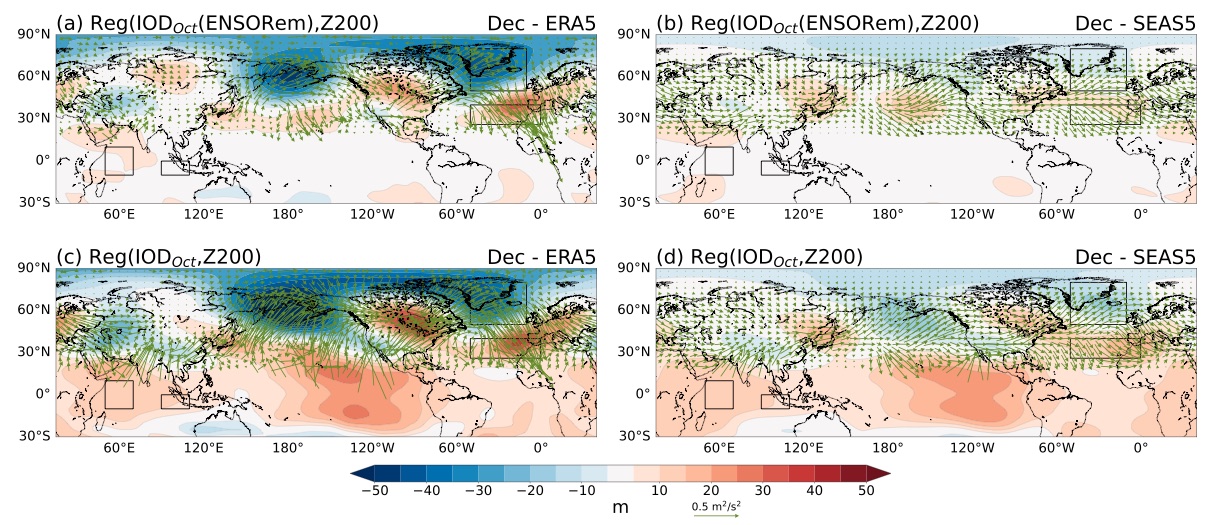 (a) Reg(IOD_Oct(ENSORem),Z200) Dec - ERA5
(b) Reg(IOD_Oct(ENSORem),Z200) Dec - SEAS5
90°N
60°N
30°N
0°
30°S
60°E 120°E 180° 120°W 60°W 0°
90°N
60°N
30°N
0°
30°S
60°E 120°E 180° 120°W 60°W 0°
(c) Reg(IOD_Oct,Z200) Dec - ERA5
(d) Reg(IOD_Oct,Z200) Dec - SEAS5
90°N
60°N
30°N
0°
30°S
60°E 120°E 180° 120°W 60°W 0°
90°N
60°N
30°N
0°
30°S
60°E 120°E 180° 120°W 60°W 0°
−50 −40 −30 −20 −10 10 20 30 40 50
m
0.5 m²/s²